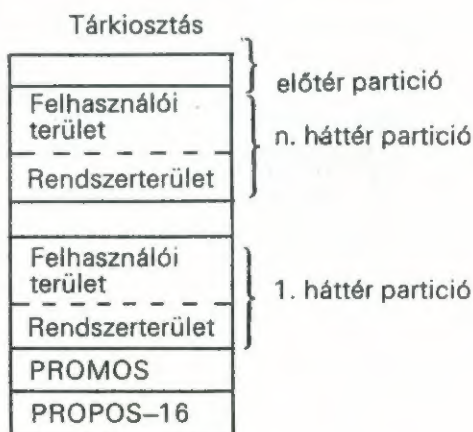 Tárkiosztás
előtér partició
Felhasználói
terület
n. háttér partició
Rendszerterület
Felhasználói
terület
1. háttér partició
Rendszerterület
PROMOS
PROPOS–16